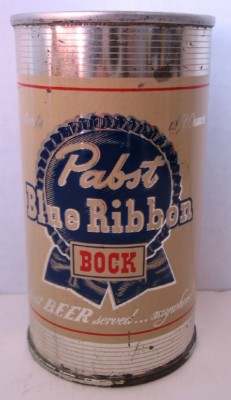 Pabst
Blue Ribbon
BOCK
BEER served... anywhere